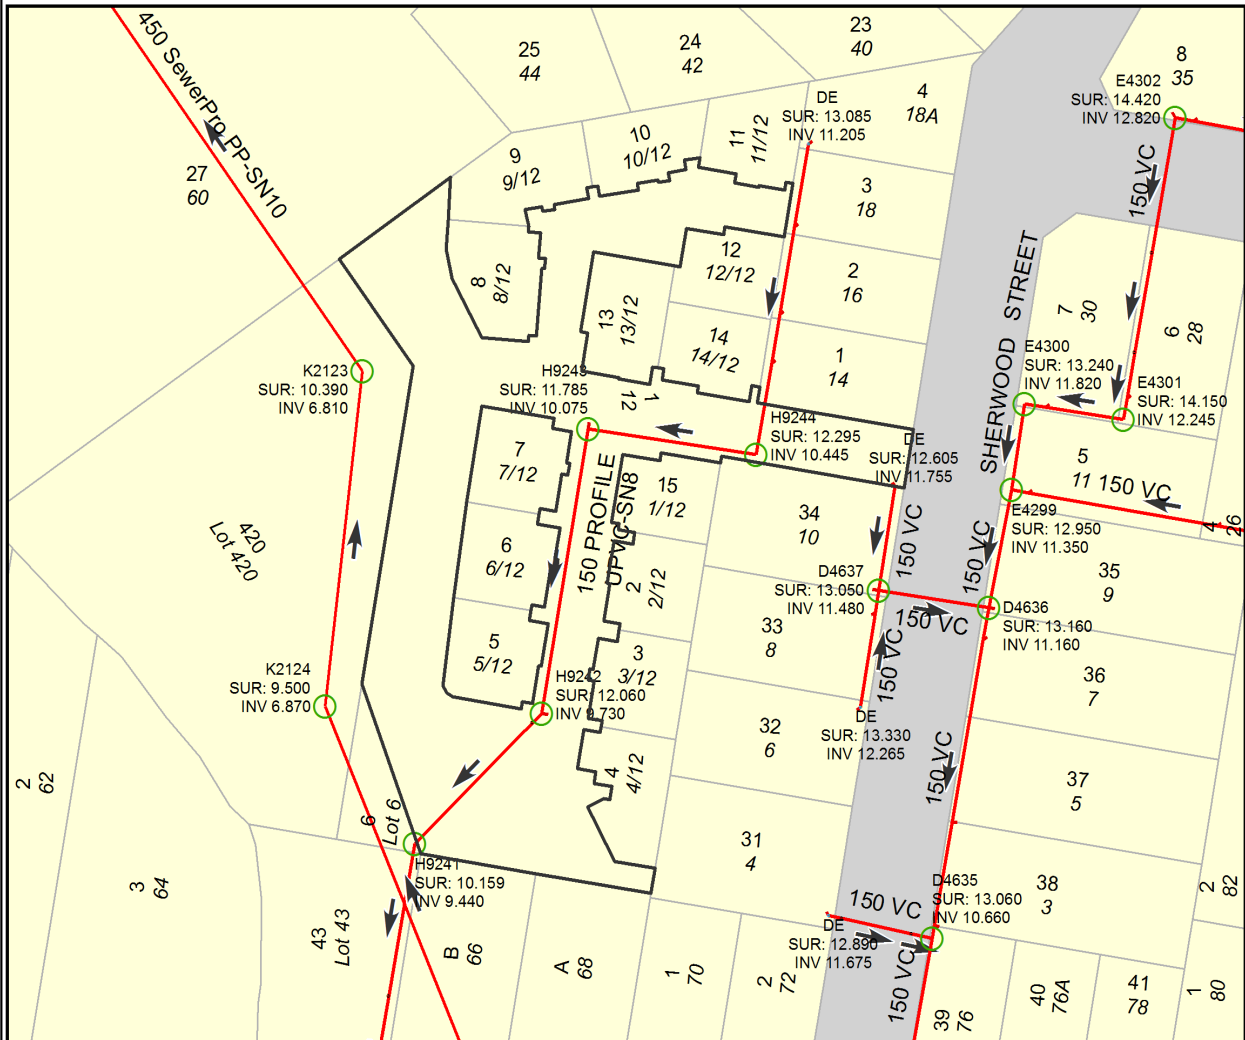 450 SewerPro PP-SN10
23
40
24
42
25
44
8
35
E4302
SUR: 14.420
INV 12.820
4
18A
DE
SUR: 13.085
INV 11.205
11
11/12
10
10/12
9
9/12
27
60
3
18
150 VC
12
12/12
2
16
8
8/12
SHERWOOD STREET
7
30
6
28
13
13/12
14
14/12
1
14
E4300
SUR: 13.240
INV 11.820
E4301
SUR: 14.150
INV 12.245
K2123
SUR: 10.390
INV 6.810
H9243
SUR: 11.785
INV 10.075
1
12
H9244
SUR: 12.295
INV 10.445
DE
SUR: 12.605
INV 11.755
7
7/12
5
11
150 VC
15
1/12
4
26
E4299
SUR: 12.950
INV 11.350
34
10
150 PROFILE
UPVC-SN8
150 VC
150 VC
420
Lot 420
6
6/12
2
2/12
D4637
SUR: 13.050
INV 11.480
35
9
D4636
SUR: 13.160
INV 11.160
150 VC
33
8
5
5/12
3
3/12
150 VC
K2124
SUR: 9.500
INV 6.870
H9242
SUR: 12.060
INV 9.730
36
7
DE
SUR: 13.330
INV 12.265
32
6
2
62
4
4/12
150 VC
37
5
6
Lot 6
31
4
H9241
SUR: 10.159
INV 9.440
3
64
D4635
SUR: 13.060
INV 10.660
38
3
2
82
150 VC
DE
SUR: 12.890
INV 11.675
43
Lot 43
B
66
A
68
1
70
2
72
150 VC
39
76
40
76A
41
78
1
80